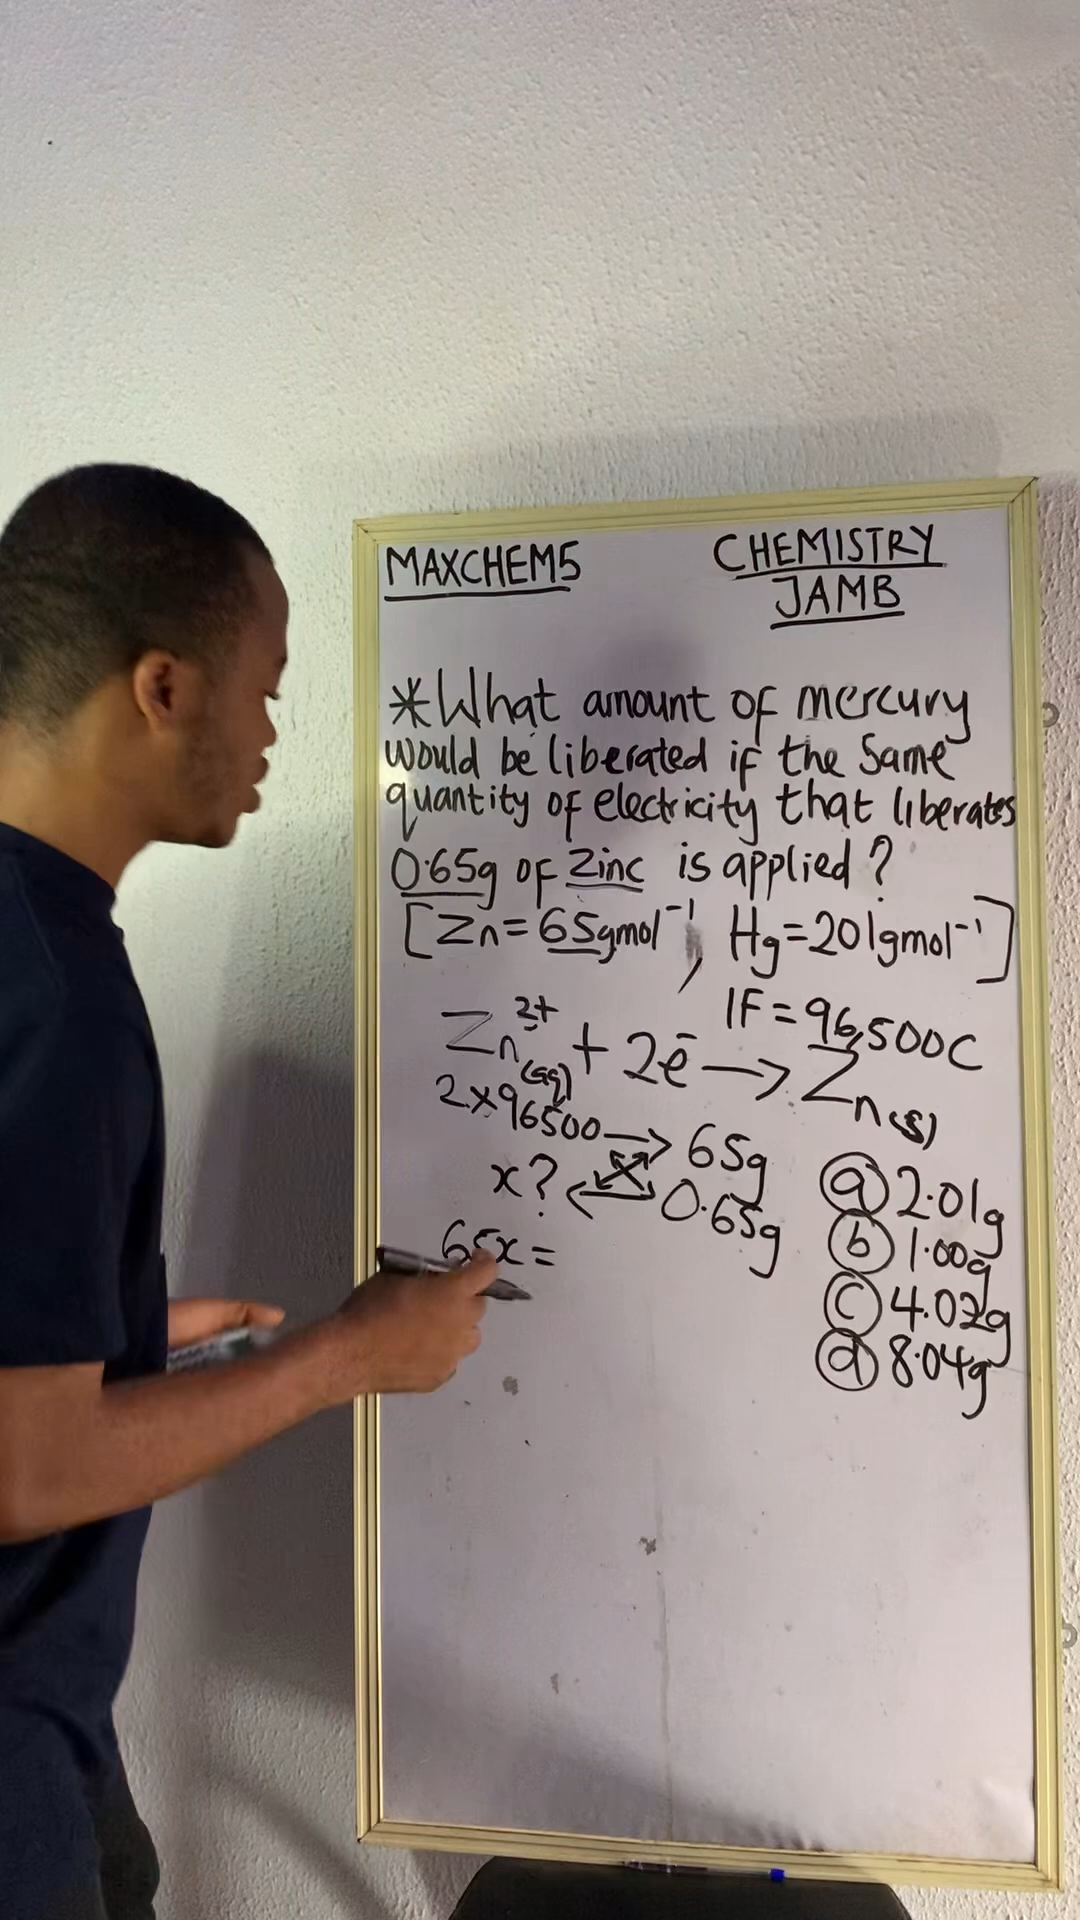 MAXCHEM5
CHEMISTRY
JAMB
*What amount of mercury
would be liberated if the same
quantity of electricity that liberates
0.65g of Zinc is applied?
[Zn=65gmol⁻¹, Hg=201gmol⁻¹]
1F=96,500C
Zn²⁺(aq) + 2ē → Zn(s)
2×96500 → 65g
x? ← 0.65g
65x =
(a) 2.01g
(b) 1.00g
(c) 4.02g
(d) 8.04g